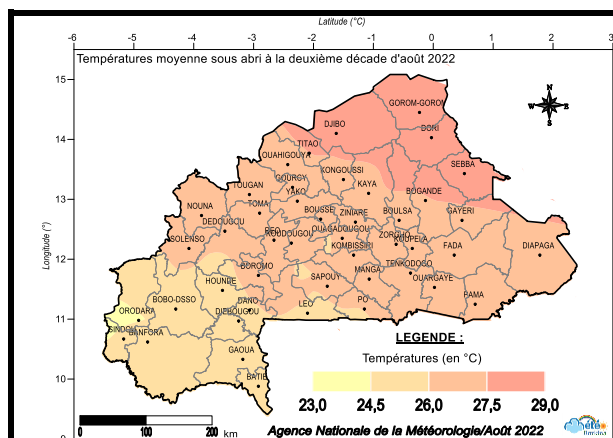 Latitude (°C)
-6 -5 -4 -3 -2 -1 0 1 2 3
Températures moyenne sous abri à la deuxième décade d'août 2022
15
14
13
12
11
10
Longitude (°)
N
S
GOROM-GOROM
DJIBO
DORI
TITAO
OUAHIGOUYA
SEBBA
KONGOUSSI
GOURCY
KAYA
TOUGAN
YAKO
BOGANDE
NOUNA
TOMA
BOUSSE
ZINIARE
BOULSA
GAYERI
DEDOUGOU
OUAGADOUGOU
ZORGHO
SOLENSO
REO
KOUDOUGOU
KOUPELA
KOMBISSIRI
FADA
DIAPAGA
TENKODOGO
BOROMO
SAPOUY
MANGA
OUARGAYE
HOUNDE
BOBO-DSSO
DANO
PO
PAMA
ORODARA
DIEBOUGOU
LEO
SINDOU
BANFORA
GAOUA
BATIE
LEGENDE :
Températures (en °C)
23,0 24,5 26,0 27,5 29,0
0 100 200 km
Agence Nationale de la Météorologie/Août 2022